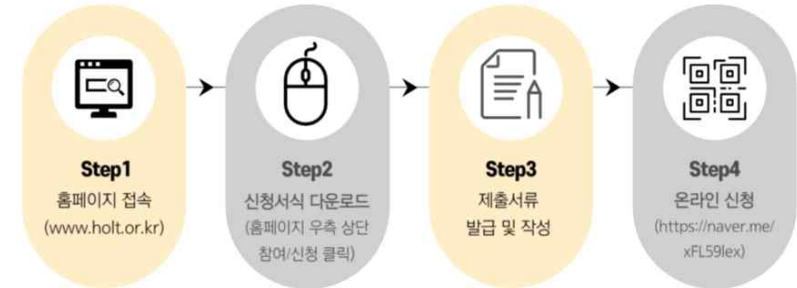 Step1
홈페이지 접속
(www.holt.or.kr)
Step2
신청서식 다운로드
(홈페이지 우측 상단
참여/신청 클릭)
Step3
제출서류
발급 및 작성
Step4
온라인 신청
(https://naver.me/
xFL59lex)